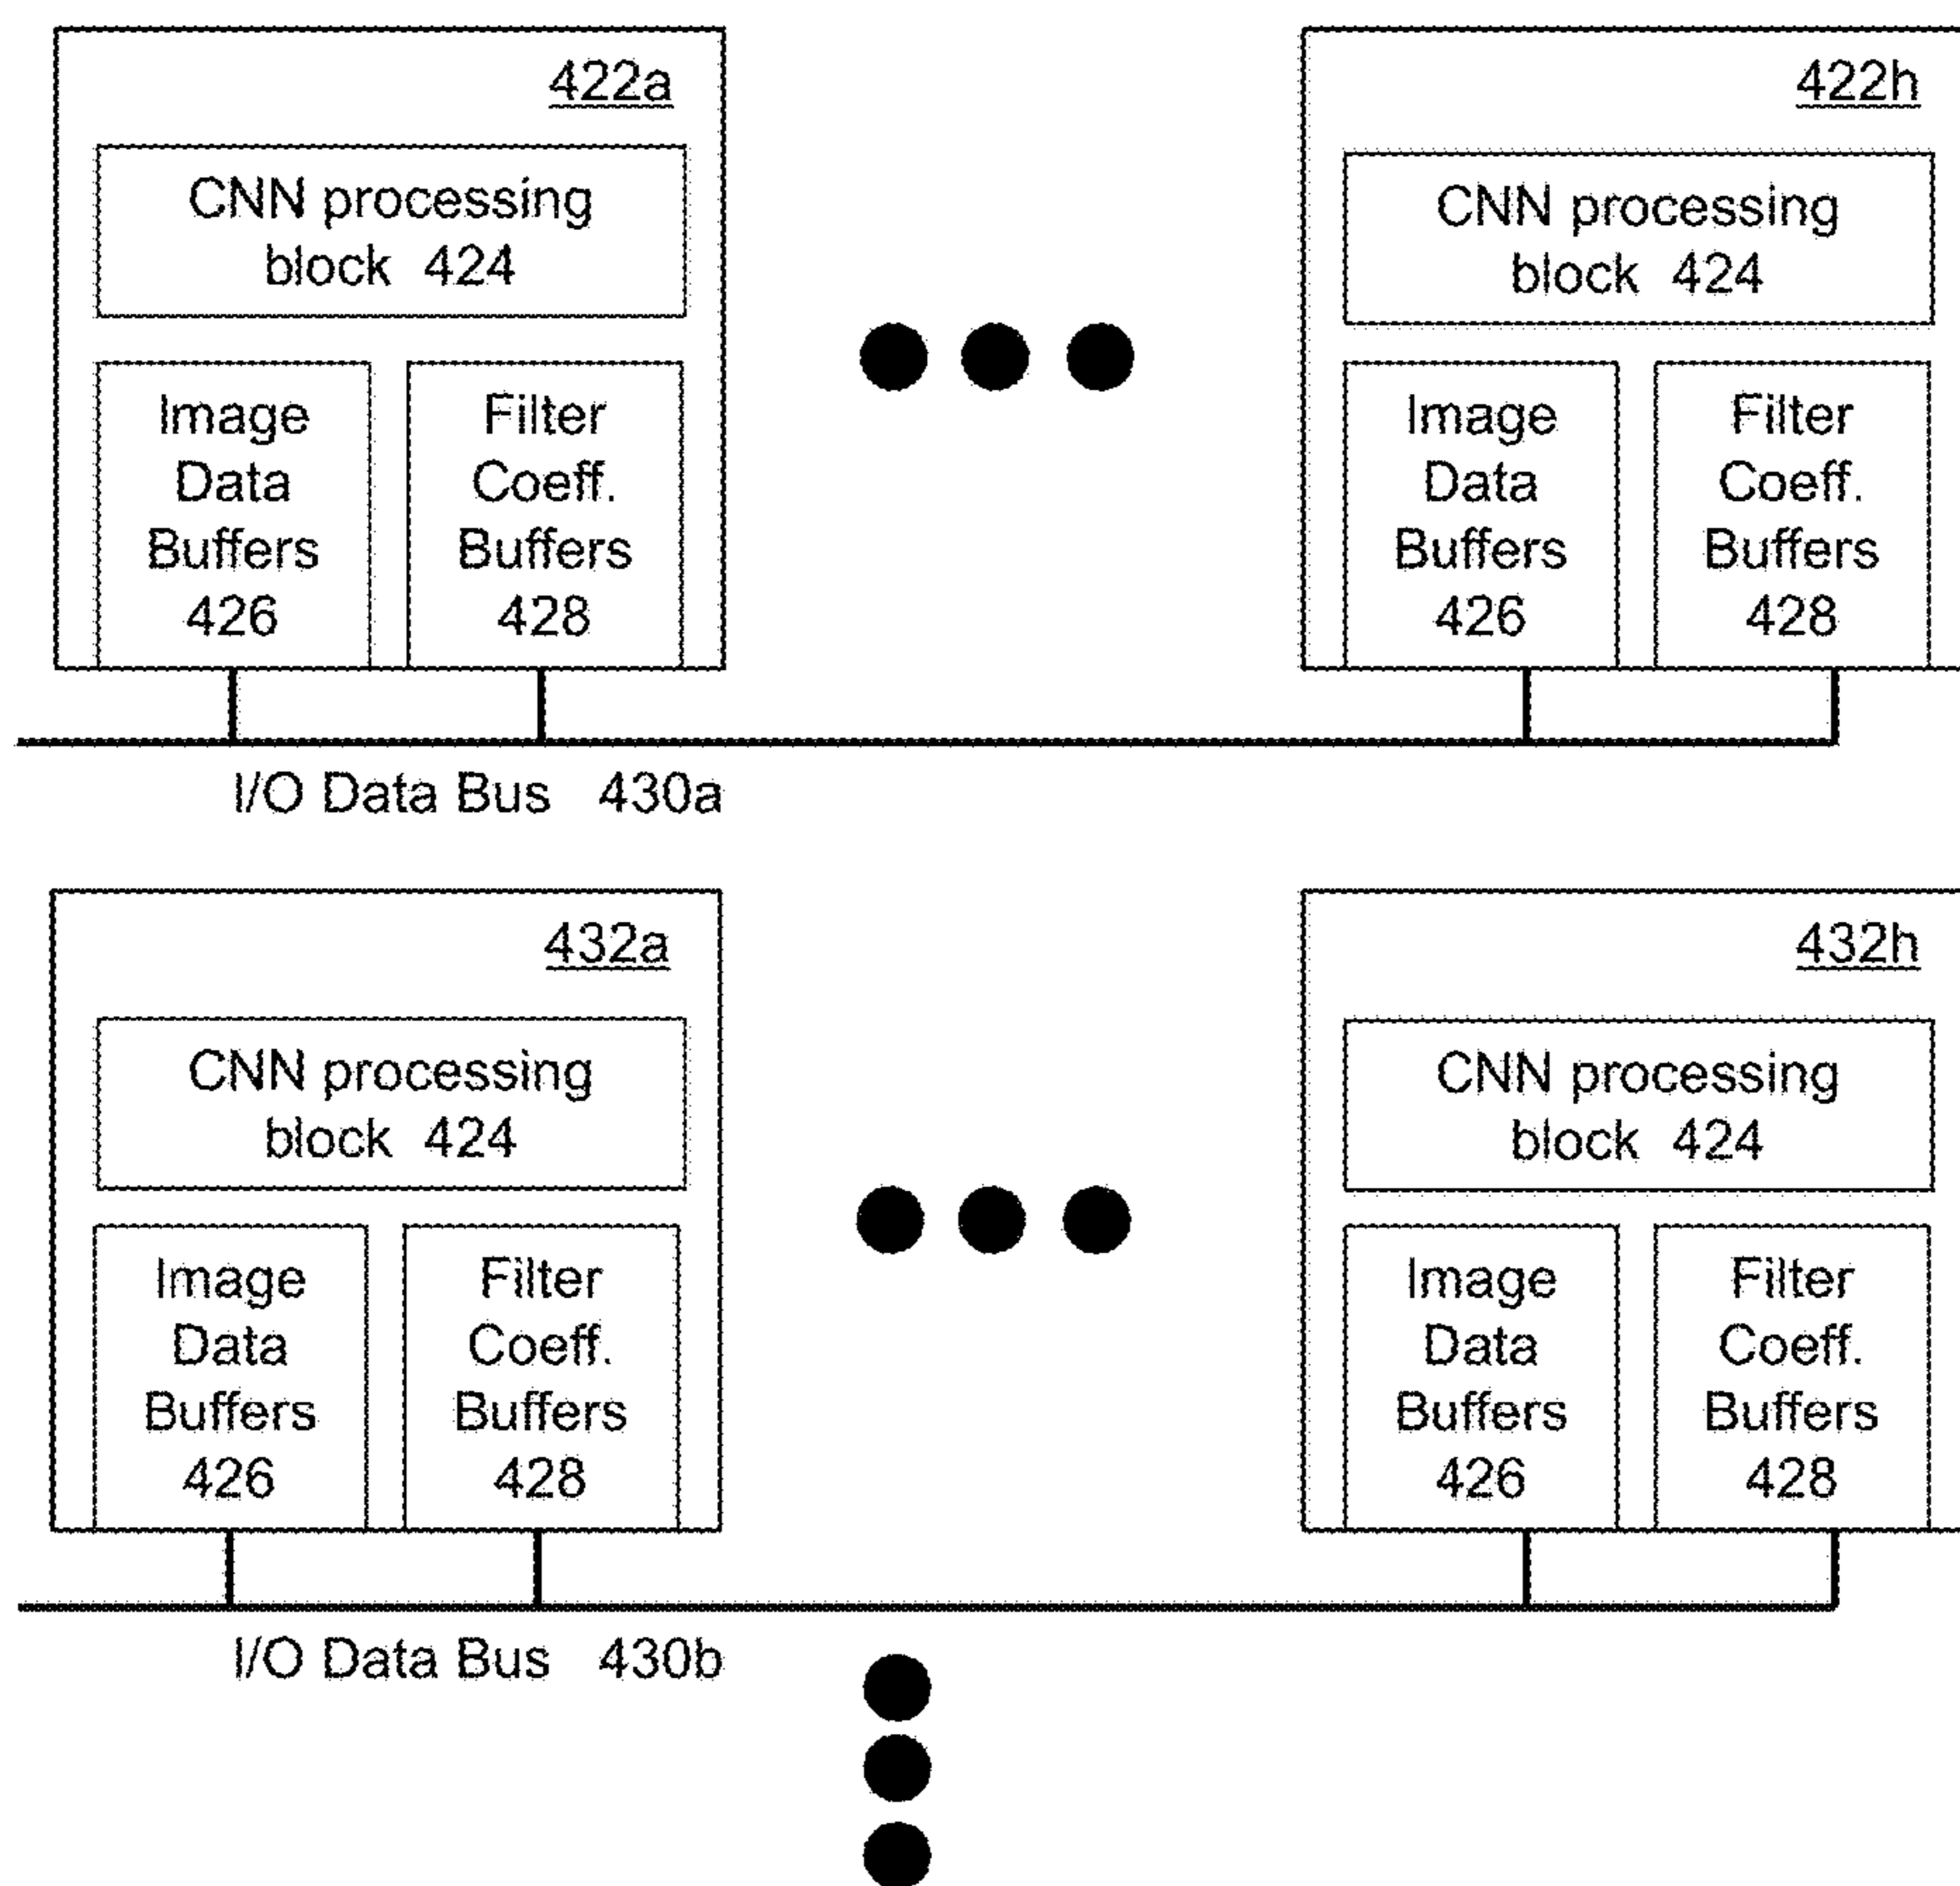 422a
CNN processing
block 424
Image
Data
Buffers
426
Filter
Coeff.
Buffers
428
422h
CNN processing
block 424
Image
Data
Buffers
426
Filter
Coeff.
Buffers
428
I/O Data Bus 430a
432a
CNN processing
block 424
Image
Data
Buffers
426
Filter
Coeff.
Buffers
428
432h
CNN processing
block 424
Image
Data
Buffers
426
Filter
Coeff.
Buffers
428
I/O Data Bus 430b